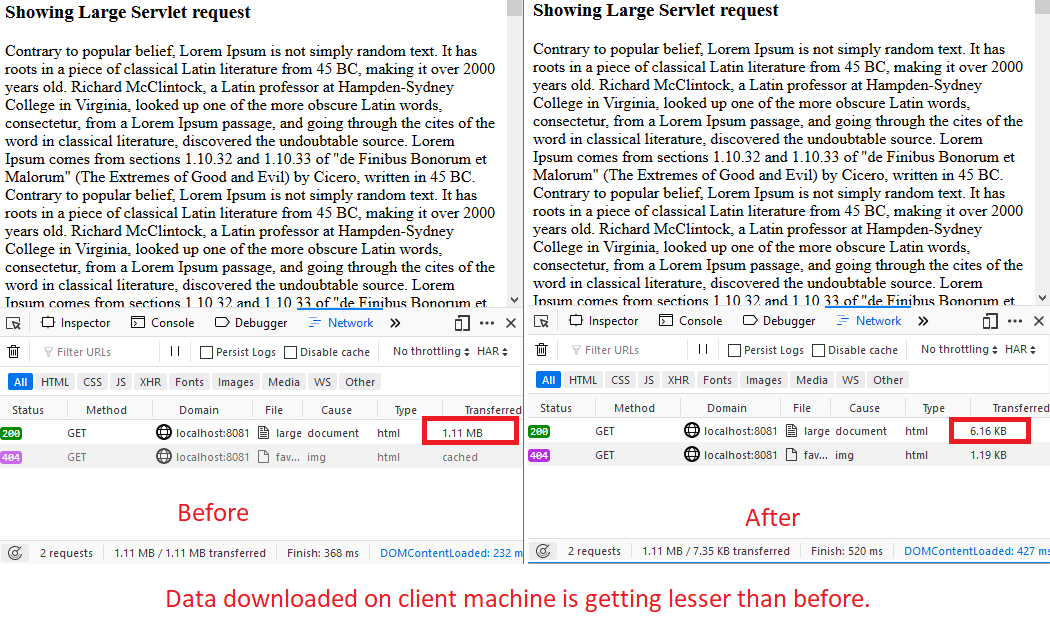 Showing Large Servlet request
Contrary to popular belief, Lorem Ipsum is not simply random text. It has
roots in a piece of classical Latin literature from 45 BC, making it over 2000
years old. Richard McClintock, a Latin professor at Hampden-Sydney
College in Virginia, looked up one of the more obscure Latin words,
consectetur, from a Lorem Ipsum passage, and going through the cites of the
word in classical literature, discovered the undoubtable source. Lorem
Ipsum comes from sections 1.10.32 and 1.10.33 of "de Finibus Bonorum et
Malorum" (The Extremes of Good and Evil) by Cicero, written in 45 BC.
Contrary to popular belief, Lorem Ipsum is not simply random text. It has
roots in a piece of classical Latin literature from 45 BC, making it over 2000
years old. Richard McClintock, a Latin professor at Hampden-Sydney
College in Virginia, looked up one of the more obscure Latin words,
consectetur, from a Lorem Ipsum passage, and going through the cites of the
word in classical literature, discovered the undoubtable source. Lorem
Ipsum comes from sections 1.10.32 and 1.10.33 of "de Finibus Bonorum et
Inspector Console Debugger Network
Filter URLs Persist Logs Disable cache No throttling HAR
All HTML CSS JS XHR Fonts Images Media WS Other
Status Method Domain File Cause Type Transferred
200 GET localhost:8081 large document html 1.11 MB
404 GET localhost:8081 fav... img html cached
Before
2 requests 1.11 MB / 1.11 MB transferred Finish: 368 ms DOMContentLoaded: 232 m
Showing Large Servlet request
Contrary to popular belief, Lorem Ipsum is not simply random text. It has
roots in a piece of classical Latin literature from 45 BC, making it over 2000
years old. Richard McClintock, a Latin professor at Hampden-Sydney
College in Virginia, looked up one of the more obscure Latin words,
consectetur, from a Lorem Ipsum passage, and going through the cites of the
word in classical literature, discovered the undoubtable source. Lorem
Ipsum comes from sections 1.10.32 and 1.10.33 of "de Finibus Bonorum et
Malorum" (The Extremes of Good and Evil) by Cicero, written in 45 BC.
Contrary to popular belief, Lorem Ipsum is not simply random text. It has
roots in a piece of classical Latin literature from 45 BC, making it over 2000
years old. Richard McClintock, a Latin professor at Hampden-Sydney
College in Virginia, looked up one of the more obscure Latin words,
consectetur, from a Lorem Ipsum passage, and going through the cites of the
word in classical literature, discovered the undoubtable source. Lorem
Ipsum comes from sections 1.10.32 and 1.10.33 of "de Finibus Bonorum et
Inspector Console Debugger Network
Filter URLs Persist Logs Disable cache No throttling HAR
All HTML CSS JS XHR Fonts Images Media WS Other
Status Method Domain File Cause Type Transferred
200 GET localhost:8081 large document html 6.16 KB
404 GET localhost:8081 fav... img html 1.19 KB
After
2 requests 1.11 MB / 7.35 KB transferred Finish: 520 ms DOMContentLoaded: 427 ms
Data downloaded on client machine is getting lesser than before.